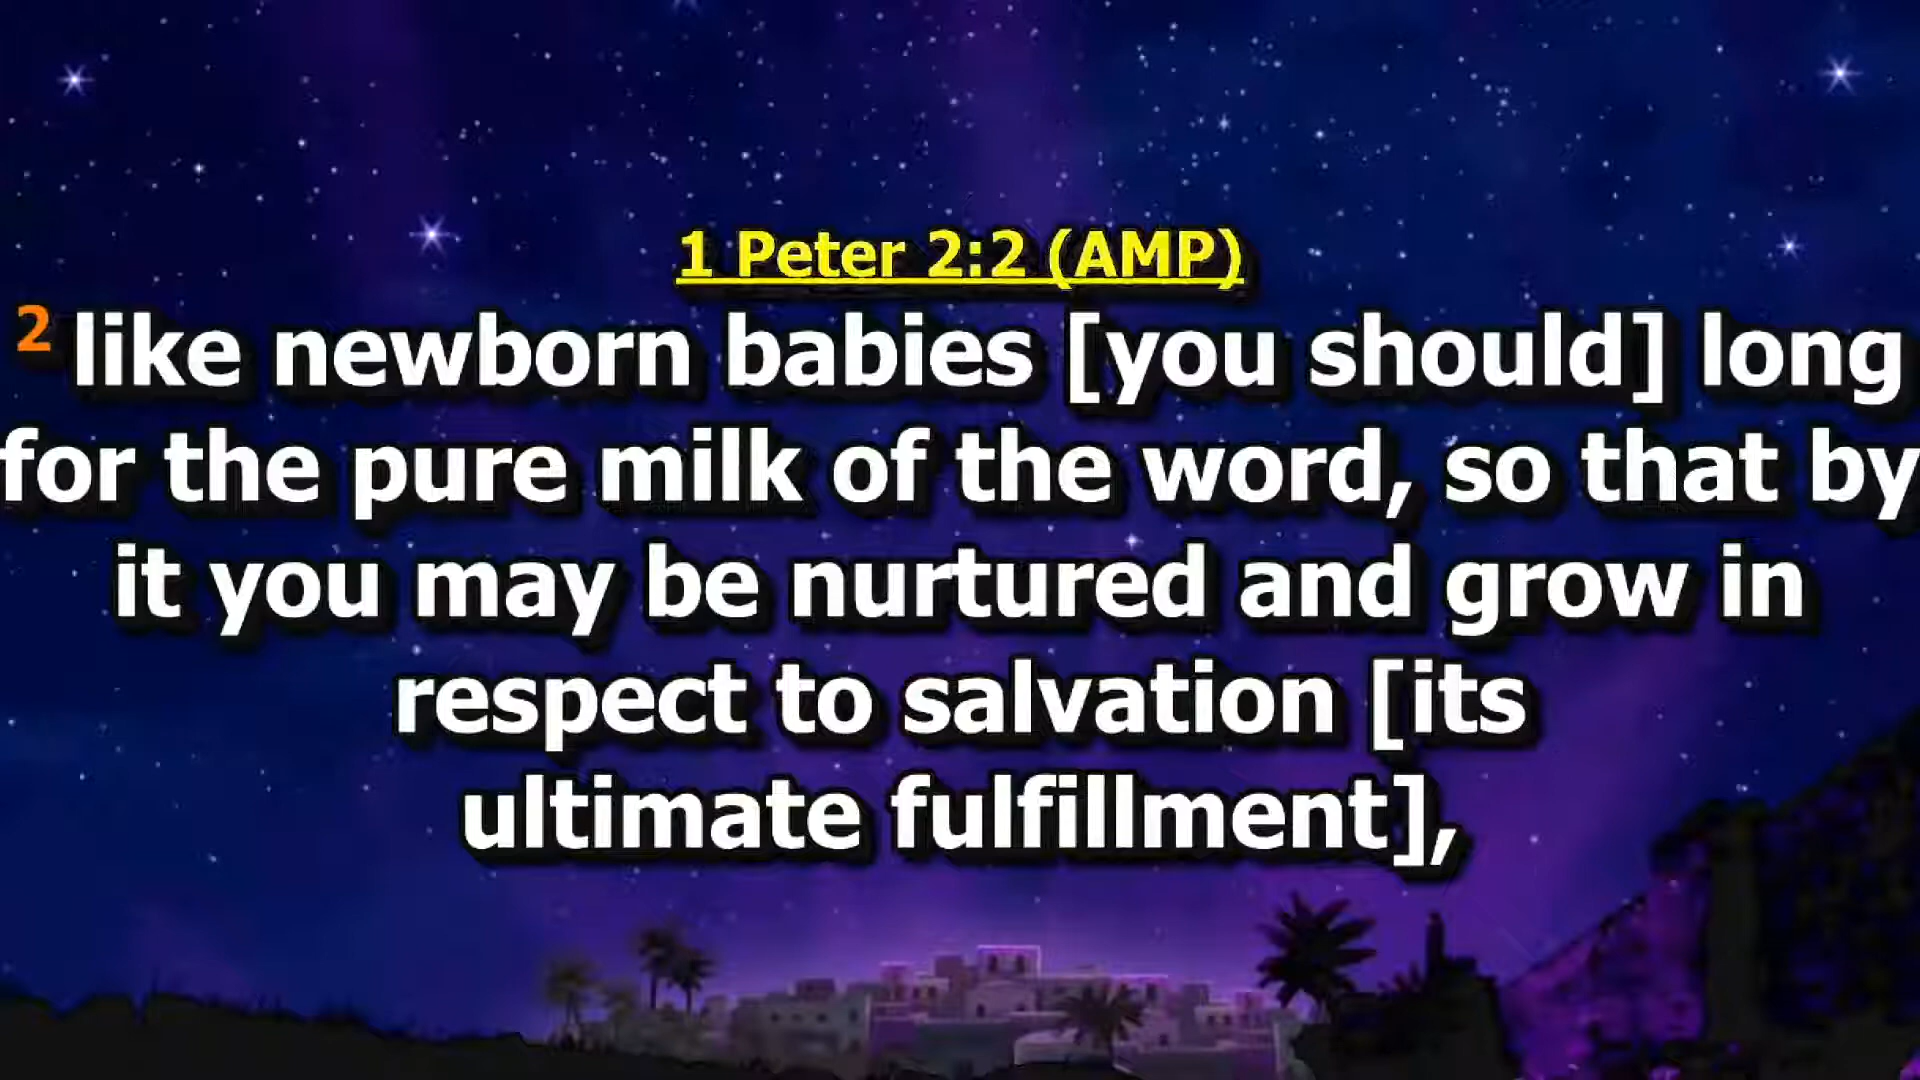 1 Peter 2:2 (AMP)
2 like newborn babies [you should] long
for the pure milk of the word, so that by
it you may be nurtured and grow in
respect to salvation [its
ultimate fulfillment],